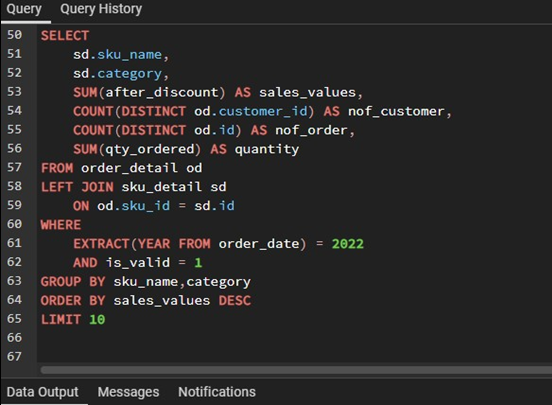 Query Query History
50 SELECT
51 sd.sku_name,
52 sd.category,
53 SUM(after_discount) AS sales_values,
54 COUNT(DISTINCT od.customer_id) AS nof_customer,
55 COUNT(DISTINCT od.id) AS nof_order,
56 SUM(qty_ordered) AS quantity
57 FROM order_detail od
58 LEFT JOIN sku_detail sd
59 ON od.sku_id = sd.id
60 WHERE
61 EXTRACT(YEAR FROM order_date) = 2022
62 AND is_valid = 1
63 GROUP BY sku_name,category
64 ORDER BY sales_values DESC
65 LIMIT 10
66
67
Data Output Messages Notifications